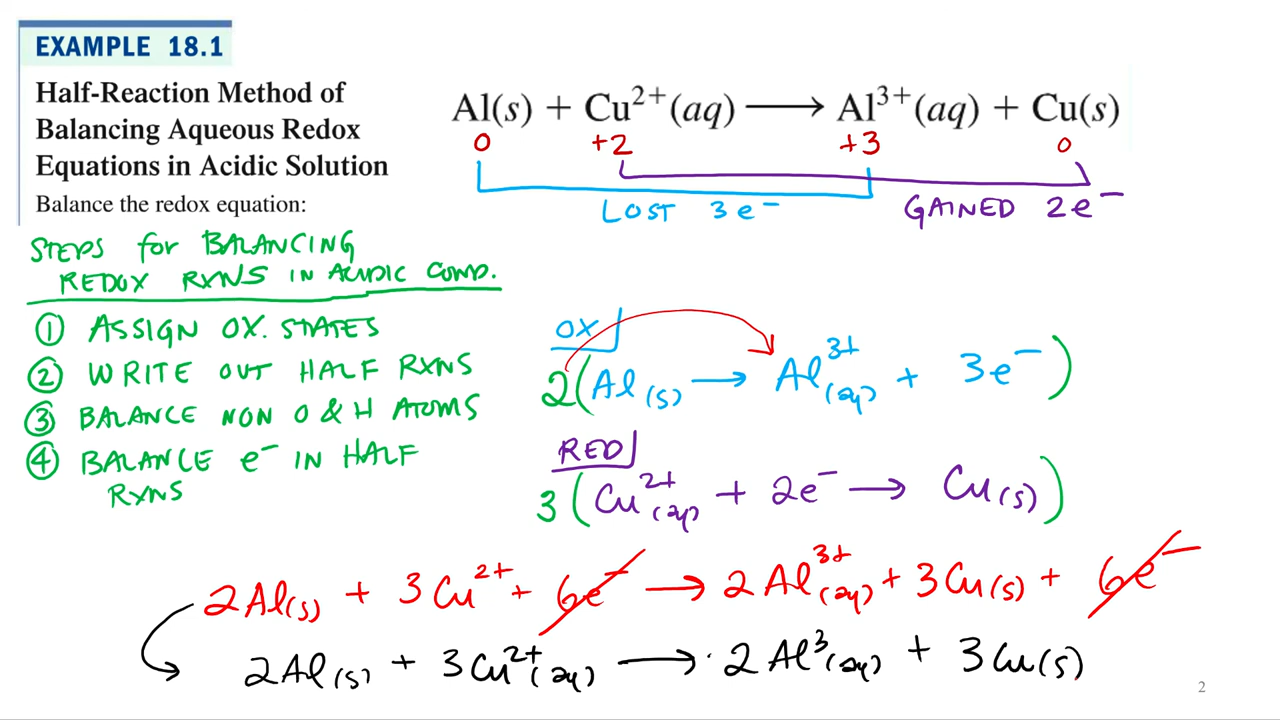 EXAMPLE 18.1
Half-Reaction Method of
Balancing Aqueous Redox
Equations in Acidic Solution
Balance the redox equation:
Al(s) + Cu²⁺(aq) ⟶ Al³⁺(aq) + Cu(s)
0 +2 +3 0
LOST 3e⁻ GAINED 2e⁻
STEPS for BALANCING
REDOX RXNS IN ACIDIC COND.
① ASSIGN OX. STATES
② WRITE OUT HALF RXNS
③ BALANCE NON O & H ATOMS
④ BALANCE e⁻ IN HALF
RXNS
OX
2(Al(s) → Al³⁺(aq) + 3e⁻)
RED
3(Cu²⁺(aq) + 2e⁻ → Cu(s))
2Al(s) + 3Cu²⁺ + 6e⁻ → 2Al³⁺(aq) + 3Cu(s) + 6e⁻
2Al(s) + 3Cu²⁺(aq) → 2Al³(aq) + 3Cu(s)
2